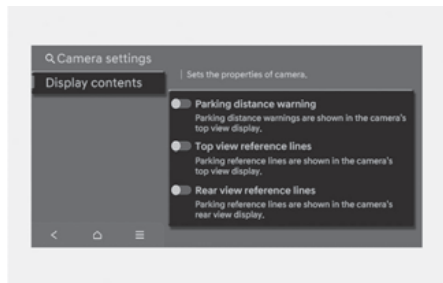 Camera settings
Display contents
Sets the properties of camera.
Parking distance warning
Parking distance warnings are shown in the camera's
top view display.
Top view reference lines
Parking reference lines are shown in the camera's
top view display.
Rear view reference lines
Parking reference lines are shown in the camera's
rear view display.